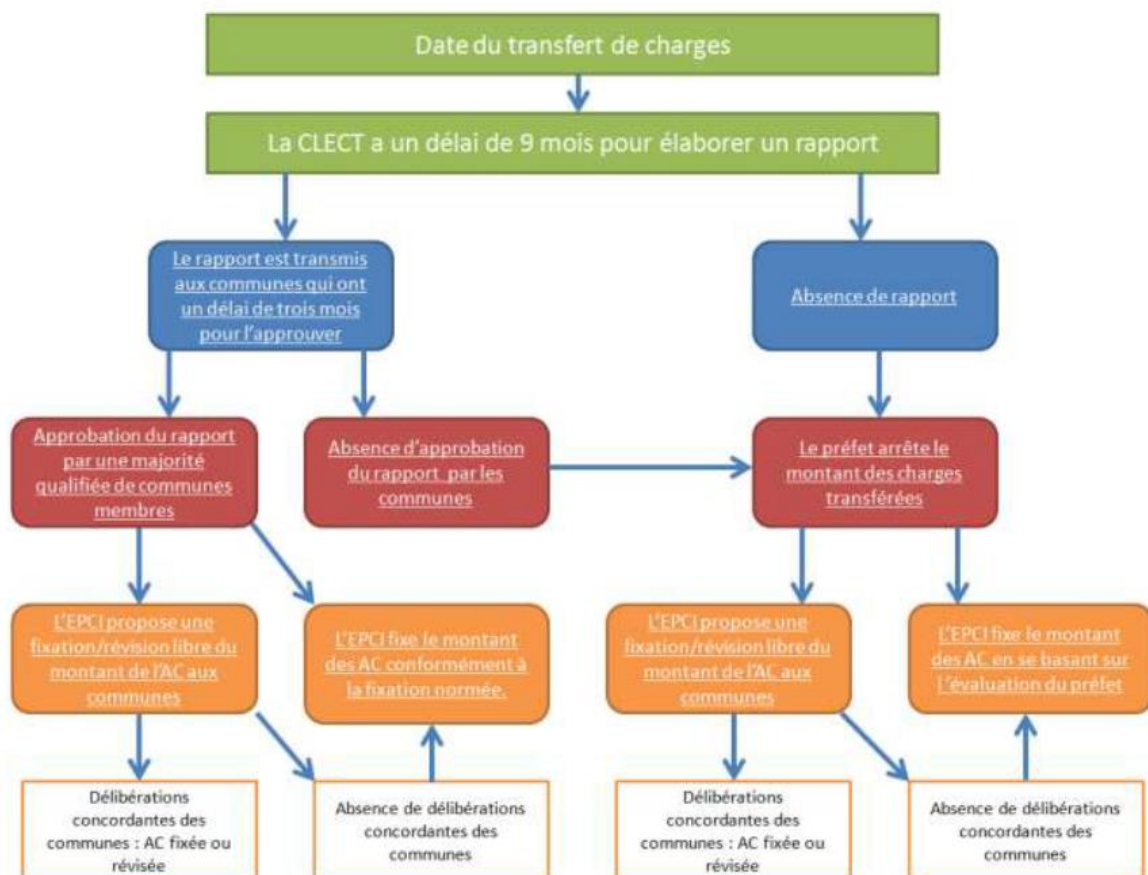 Date du transfert de charges
La CLECT a un délai de 9 mois pour élaborer un rapport
Le rapport est transmis
aux communes qui ont
un délai de trois mois
pour l'approuver
Absence de rapport
Approbation du rapport
par une majorité
qualifiée de communes
membres
Absence d'approbation
du rapport par les
communes
Le préfet arrête le
montant des charges
transférées
L'EPCI propose une
fixation/révision libre du
montant de l'AC aux
communes
L'EPCI fixe le montant
des AC conformément à
la fixation normée.
L'EPCI propose une
fixation/révision libre du
montant de l'AC aux
communes
L'EPCI fixe le montant
des AC en se basant sur
l'évaluation du préfet
Délibérations
concordantes des
communes : AC fixée ou
révisée
Absence de délibérations
concordantes des
communes
Délibérations
concordantes des
communes : AC fixée ou
révisée
Absence de délibérations
concordantes des
communes